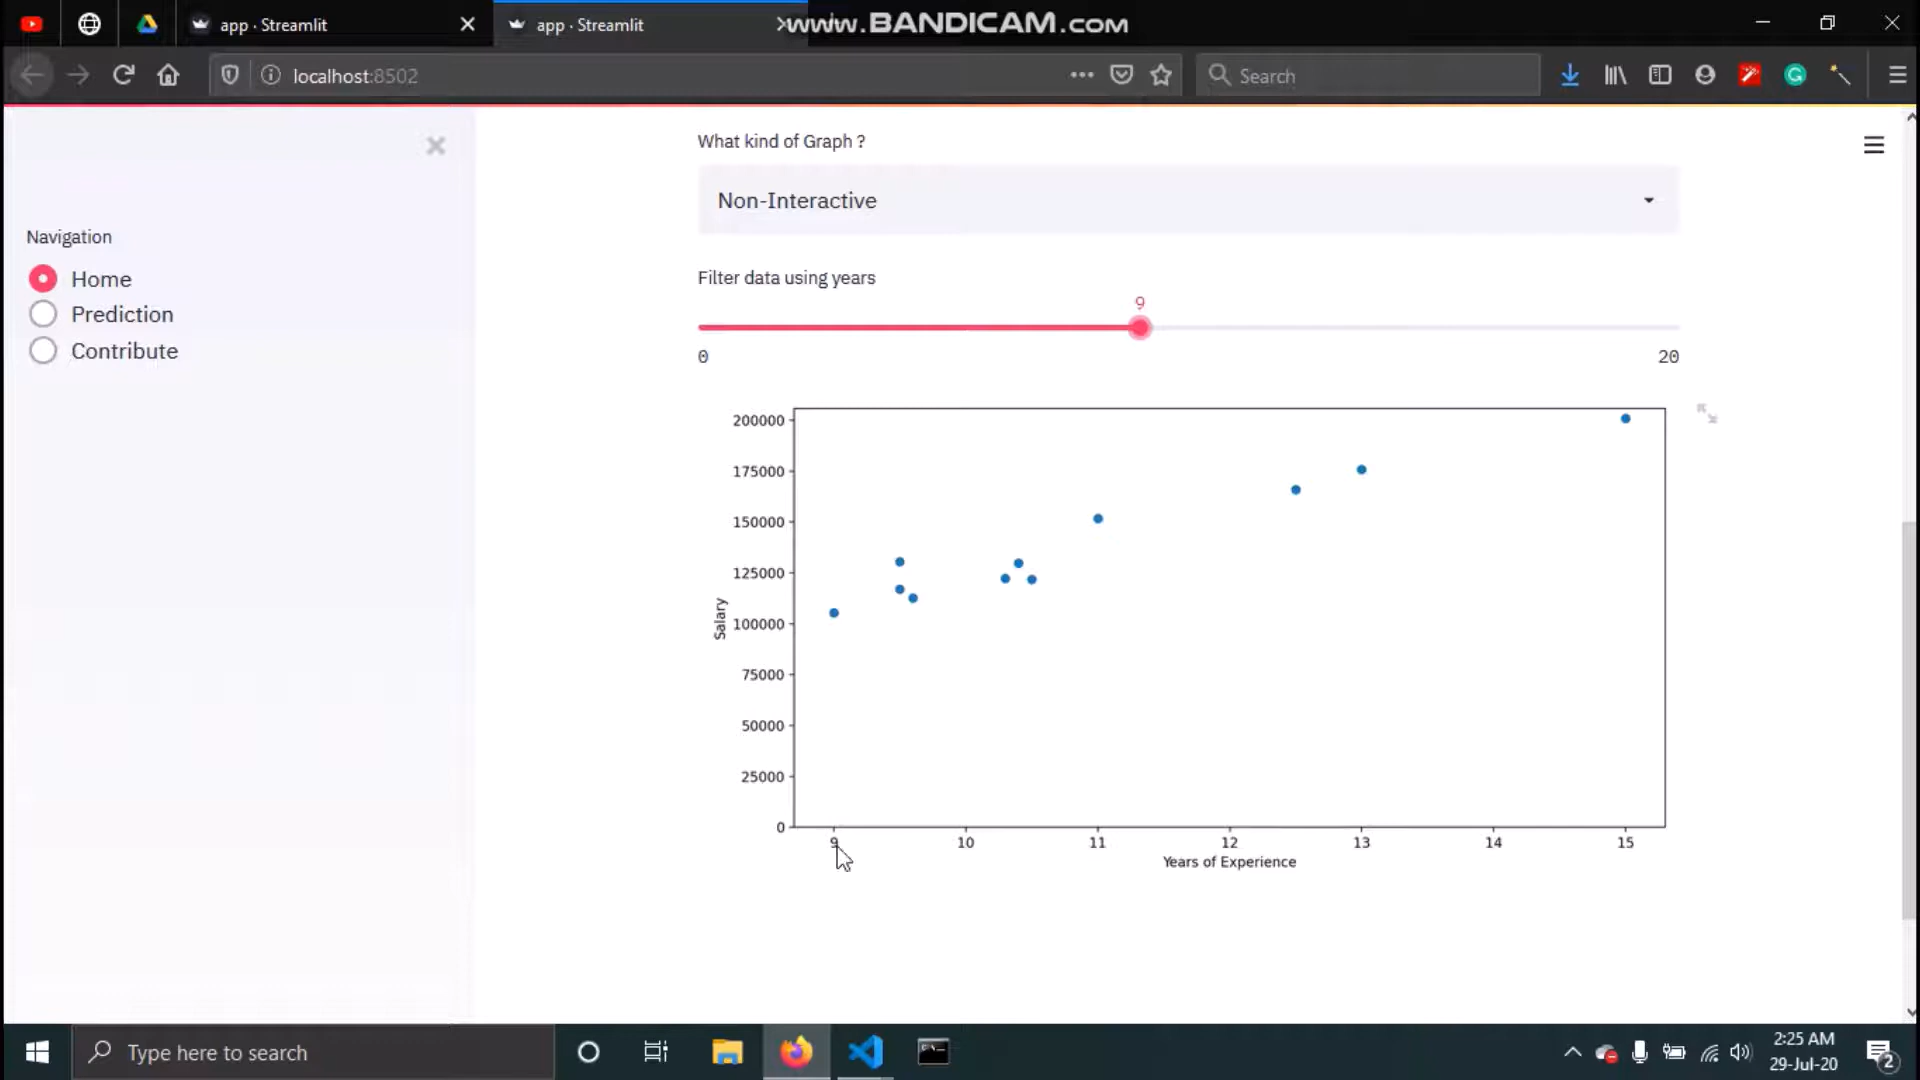 app · Streamlit
app · Streamlit
www.BANDICAM.com
localhost:8502
Search
What kind of Graph ?
Non-Interactive
Navigation
Home
Prediction
Contribute
Filter data using years
9
0
20
200000
175000
150000
125000
100000
75000
50000
25000
0
Salary
9
10
11
12
13
14
15
Years of Experience
Type here to search
2:25 AM
29-Jul-20
2